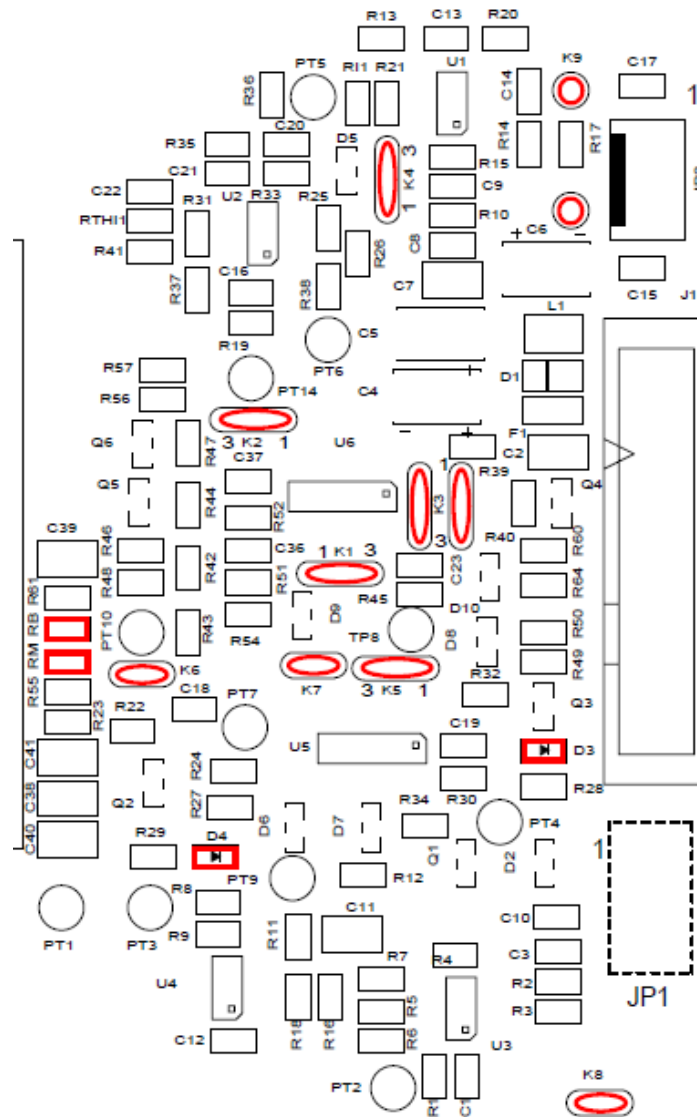 R13 C13 R20
PT5 U1 K9 C17
R36 RI1 R21 C14 1
C20 D5 3 R14 R17
R35 K4 R15
C21 U2 R33 R25 C9
C22 R31 1 R10
RTHI1 C8 C6
R41 R26 + -
R37 C16 R38 C7 C15 J1
C5 L1
R19 PT6
R57 PT14 C4 + D1
R56
3 K2 1 - + F1
Q6 R47 U6 C2
C37 1 R39
Q5 R44 R52 K3 Q4
C39 R46 C36 1 K1 3 3 R40 R60
R48 R42 R51 C23 R64
R61 R45 D10
RB PT10 R43 R54 D9 TP8 D8 R50
RM K6 K7 3 K5 1 R49
R55 C18 PT7 R32 Q3
R23 R22 U5 C19
C41 R24 D3
C38 Q2 R27 D6 D7 R34 R30 R28
C40 R29 D4 Q1 D2 PT4 1
PT9 R12
R8 C10
PT1 PT3 R9 R11 C11 C3
U4 R7 R4 R2
R5 JP1
C12 R18 R16 R6 U3 R3
PT2 R1 C1 K8